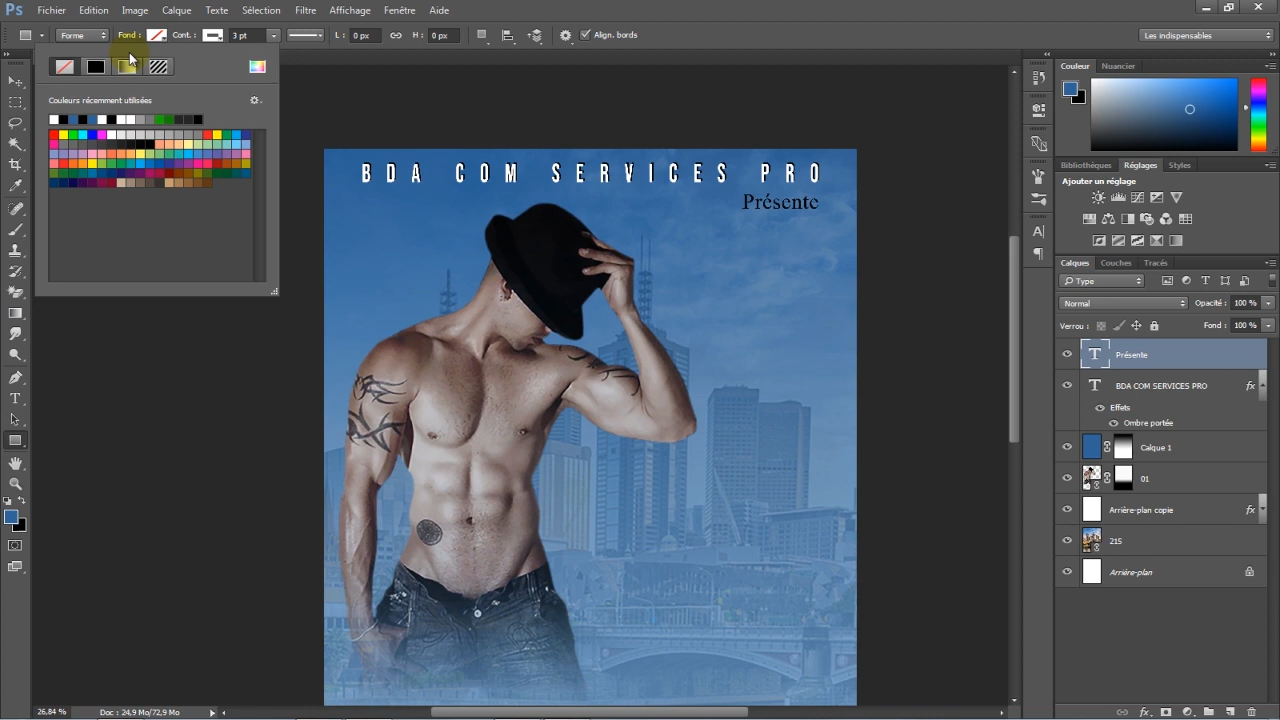 Ps Fichier Edition Image Calque Texte Sélection Filtre Affichage Fenêtre Aide
Forme Fond : Cont. : 3 pt L : 0 px H : 0 px Align. bords Les indispensables
Couleurs récemment utilisées
BDA COM SERVICES PRO
Présente
Couleur Nuancier
Bibliothèques Réglages Styles
Ajouter un réglage
Calques Couches Tracés
Type
Normal Opacité : 100 %
Verrou : Fond : 100 %
T Présente
T BDA COM SERVICES PRO fx
Effets
Ombre portée
Calque 1
01
Arrière-plan copie fx
215
Arrière-plan
26,84 % Doc : 24,9 Mo/72,9 Mo